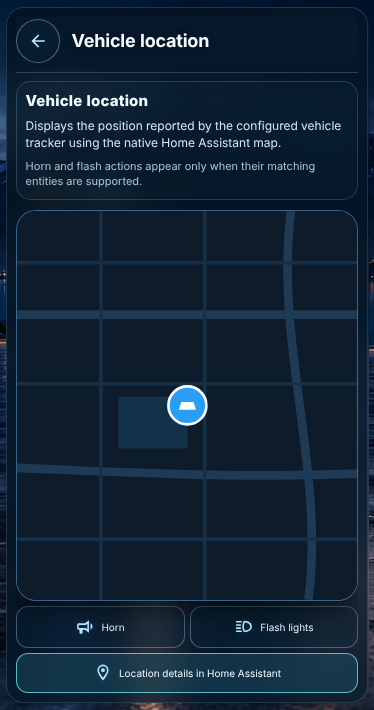 Vehicle location
Vehicle location
Displays the position reported by the configured vehicle
tracker using the native Home Assistant map.
Horn and flash actions appear only when their matching
entities are supported.
Horn
Flash lights
Location details in Home Assistant